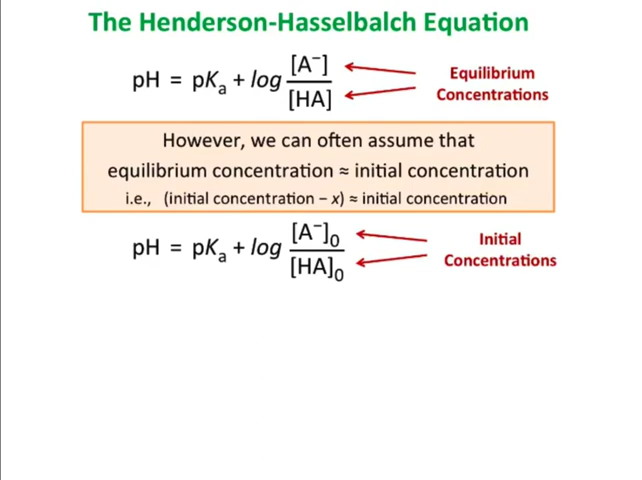 The Henderson-Hasselbalch Equation
pH = pKₐ + log [A⁻] / [HA]
Equilibrium
Concentrations
However, we can often assume that
equilibrium concentration ≈ initial concentration
i.e., (initial concentration − x) ≈ initial concentration
pH = pKₐ + log [A⁻]₀ / [HA]₀
Initial
Concentrations